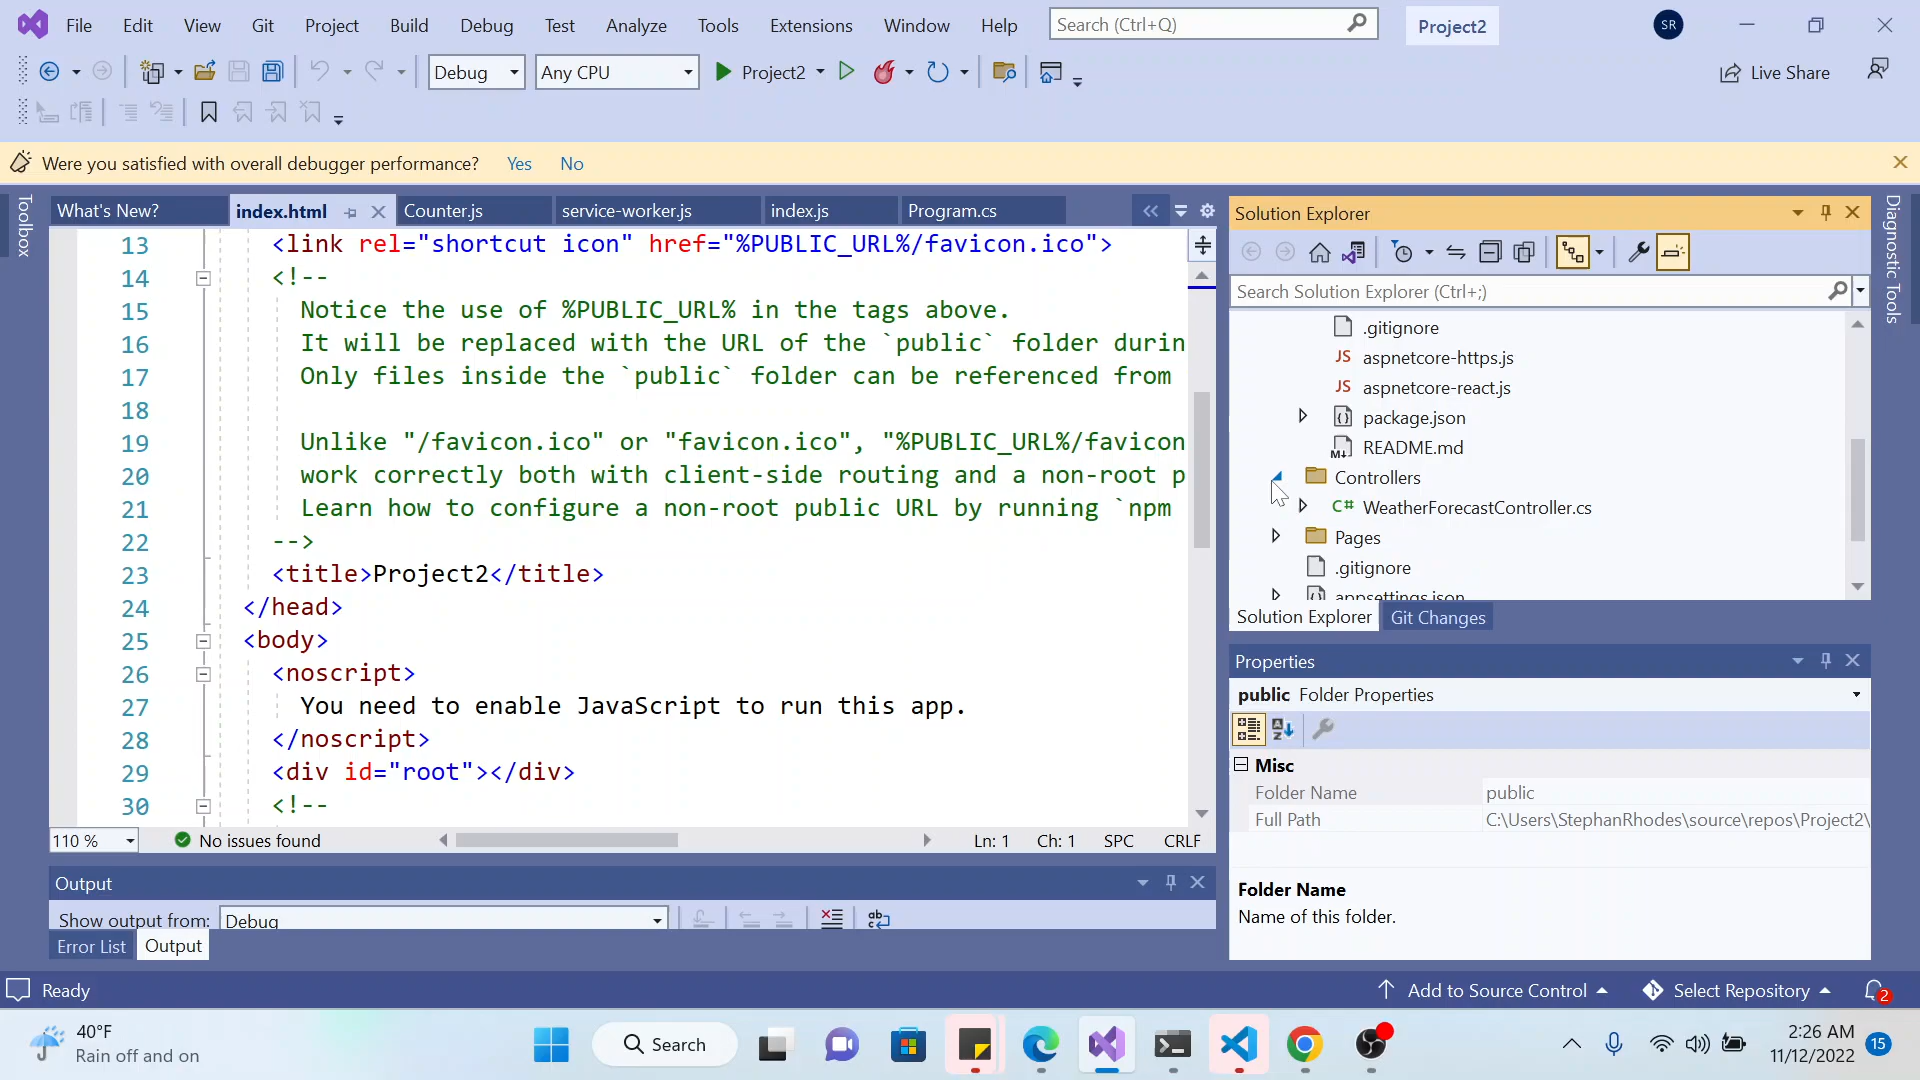 File Edit View Git Project Build Debug Test Analyze Tools Extensions Window Help Search (Ctrl+Q) Project2 SR
Debug Any CPU Project2 Live Share
Were you satisfied with overall debugger performance? Yes No
Toolbox
What's New? index.html Counter.js service-worker.js index.js Program.cs
13 <link rel="shortcut icon" href="%PUBLIC_URL%/favicon.ico">
14 <!--
15 Notice the use of %PUBLIC_URL% in the tags above.
16 It will be replaced with the URL of the `public` folder durin
17 Only files inside the `public` folder can be referenced from
18
19 Unlike "/favicon.ico" or "favicon.ico", "%PUBLIC_URL%/favicon
20 work correctly both with client-side routing and a non-root p
21 Learn how to configure a non-root public URL by running `npm
22 -->
23 <title>Project2</title>
24 </head>
25 <body>
26 <noscript>
27 You need to enable JavaScript to run this app.
28 </noscript>
29 <div id="root"></div>
30 <!--
110 % No issues found Ln: 1 Ch: 1 SPC CRLF
Output
Show output from: Debug
Error List Output
Solution Explorer
Search Solution Explorer (Ctrl+;)
.gitignore
JS aspnetcore-https.js
JS aspnetcore-react.js
package.json
README.md
Controllers
C# WeatherForecastController.cs
Pages
.gitignore
appsettings.json
Solution Explorer Git Changes
Properties
public Folder Properties
Misc
Folder Name public
Full Path C:\Users\StephanRhodes\source\repos\Project2\
Folder Name
Name of this folder.
Diagnostic Tools
Ready Add to Source Control Select Repository 2
40°F
Rain off and on
Search
2:26 AM
11/12/2022
15